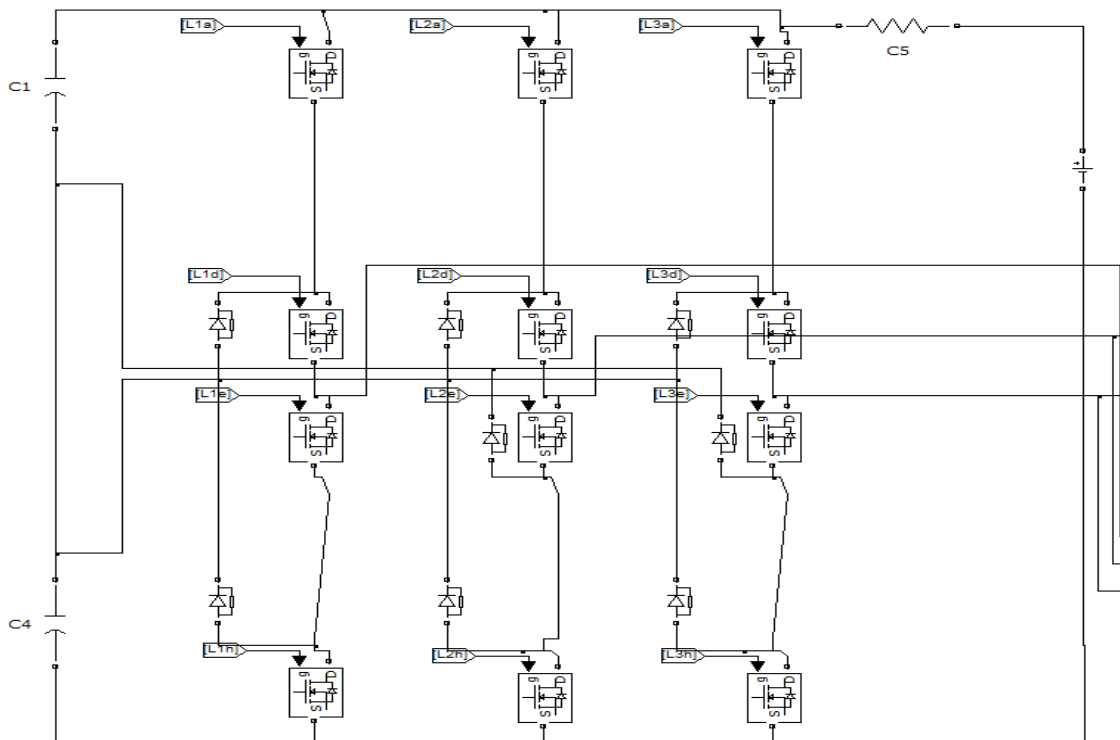 [L1a] [L2a] [L3a]
C5
C1
g D S g D S g D S
[L1d] [L2d] [L3d]
g D S g D S g D S
[L1e] [L2e] [L3e]
g D S g D S g D S
C4
[L1h] [L2h] [L3h]
g D S g D S g D S